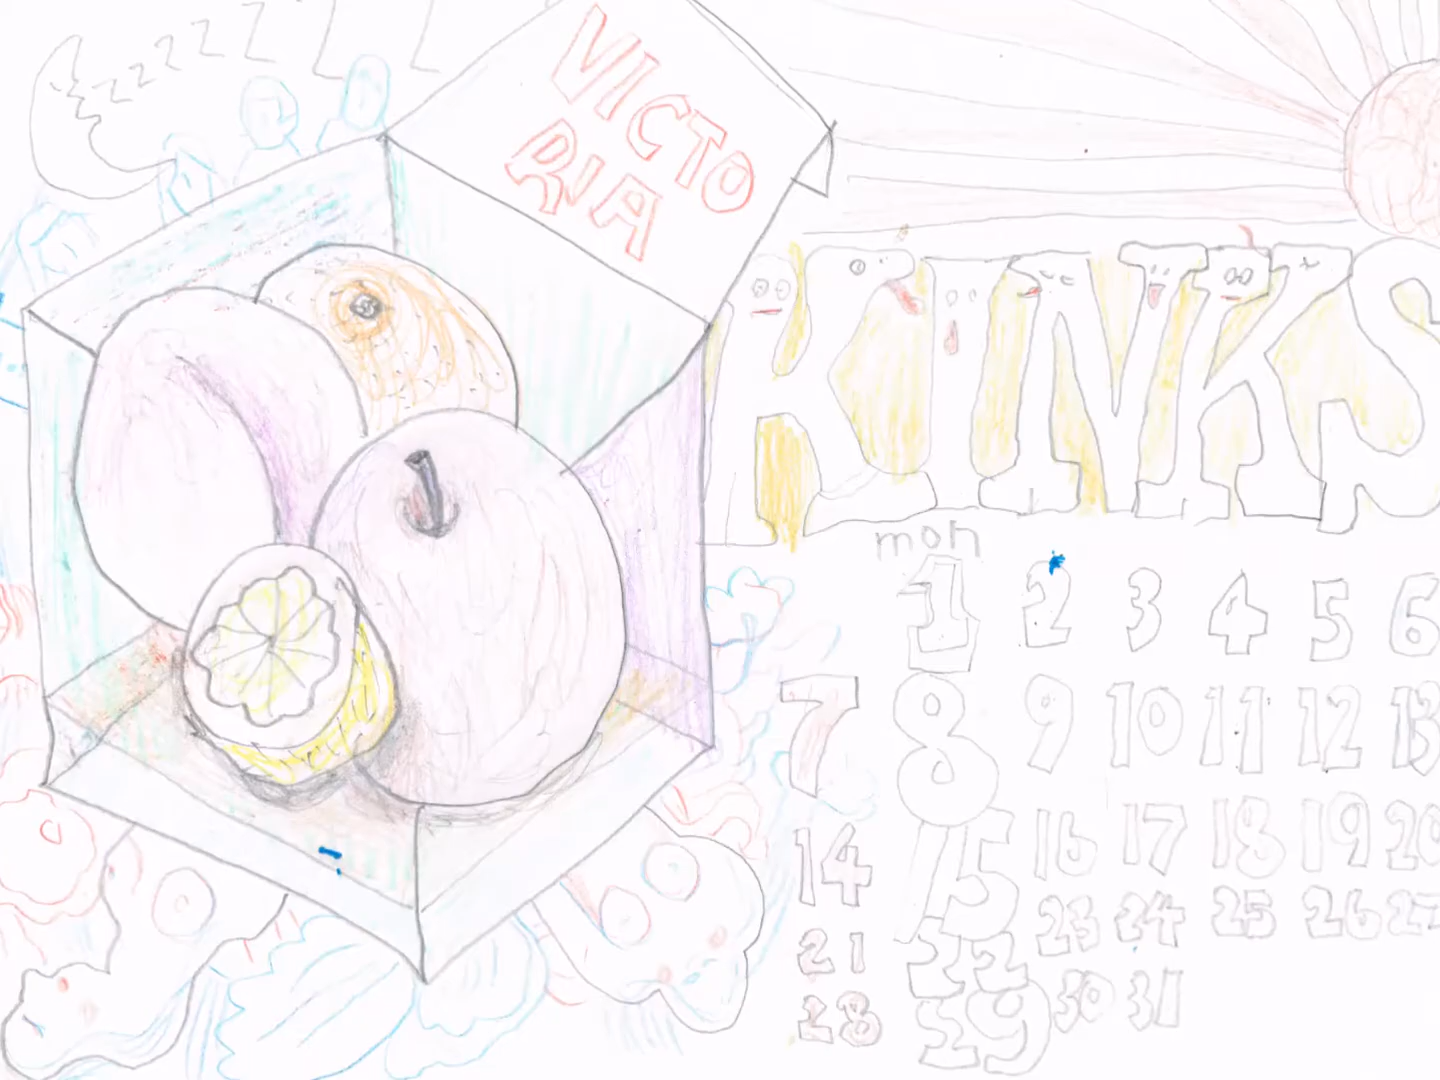 zzzzzzzz
VICTO
RIA
KINKS
mon
1 2 3 4 5 6
7 8 9 10 11 12 13
14 15 16 17 18 19 20
21 22 23 24 25 26 27
28 29 30 31